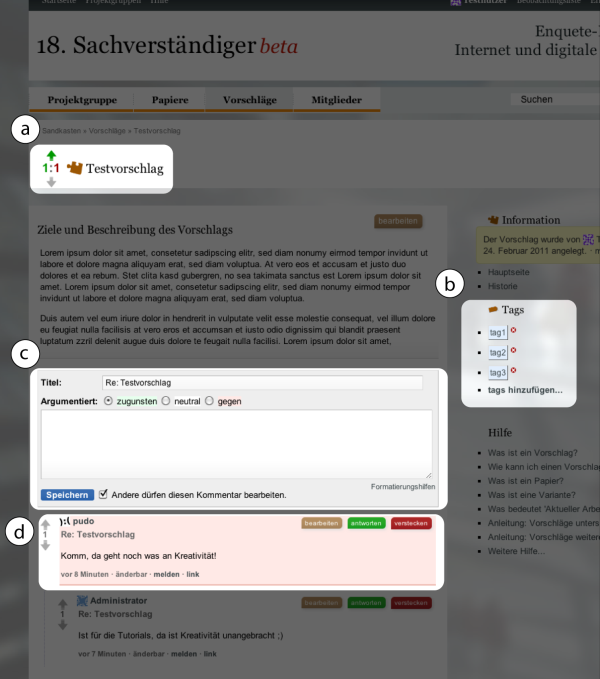 Startseite Projektgruppen Hilfe
Testnutzer Beobachtungsliste
18. Sachverständiger beta
Enquete-
Internet und digitale
Projektgruppe Papiere Vorschläge Mitglieder
Suchen
a
Sandkasten » Vorschläge » Testvorschlag
1:1 Testvorschlag
bearbeiten
Ziele und Beschreibung des Vorschlags
Lorem ipsum dolor sit amet, consetetur sadipscing elitr, sed diam nonumy eirmod tempor invidunt ut
labore et dolore magna aliquyam erat, sed diam voluptua. At vero eos et accusam et justo duo
dolores et ea rebum. Stet clita kasd gubergren, no sea takimata sanctus est Lorem ipsum dolor sit
amet. Lorem ipsum dolor sit amet, consetetur sadipscing elitr, sed diam nonumy eirmod tempor
invidunt ut labore et dolore magna aliquyam erat, sed diam voluptua.
Duis autem vel eum iriure dolor in hendrerit in vulputate velit esse molestie consequat, vel illum dolore
eu feugiat nulla facilisis at vero eros et accumsan et iusto odio dignissim qui blandit praesent
luptatum zzril delenit augue duis dolore te feugait nulla facilisi. Lorem ipsum dolor sit amet,
Information
Der Vorschlag wurde von
24. Februar 2011 angelegt. ·
Hauptseite
Historie
b
Tags
tag1
tag2
tag3
tags hinzufügen...
c
Titel: Re: Testvorschlag
Argumentiert: zugunsten neutral gegen
Formatierungshilfen
Speichern Andere dürfen diesen Kommentar bearbeiten.
Hilfe
Was ist ein Vorschlag?
Wie kann ich einen Vorschla
Was ist ein Papier?
Was ist eine Variante?
Was bedeutet 'Aktueller Arbe
Anleitung: Vorschläge unters
Anleitung: Vorschläge weitere
Weitere Hilfe...
d
1
):( pudo bearbeiten antworten verstecken
Re: Testvorschlag
Komm, da geht noch was an Kreativität!
vor 8 Minuten · änderbar · melden · link
1
Administrator bearbeiten antworten verstecken
Re: Testvorschlag
Ist für die Tutorials, da ist Kreativität unangebracht ;)
vor 7 Minuten · änderbar · melden · link